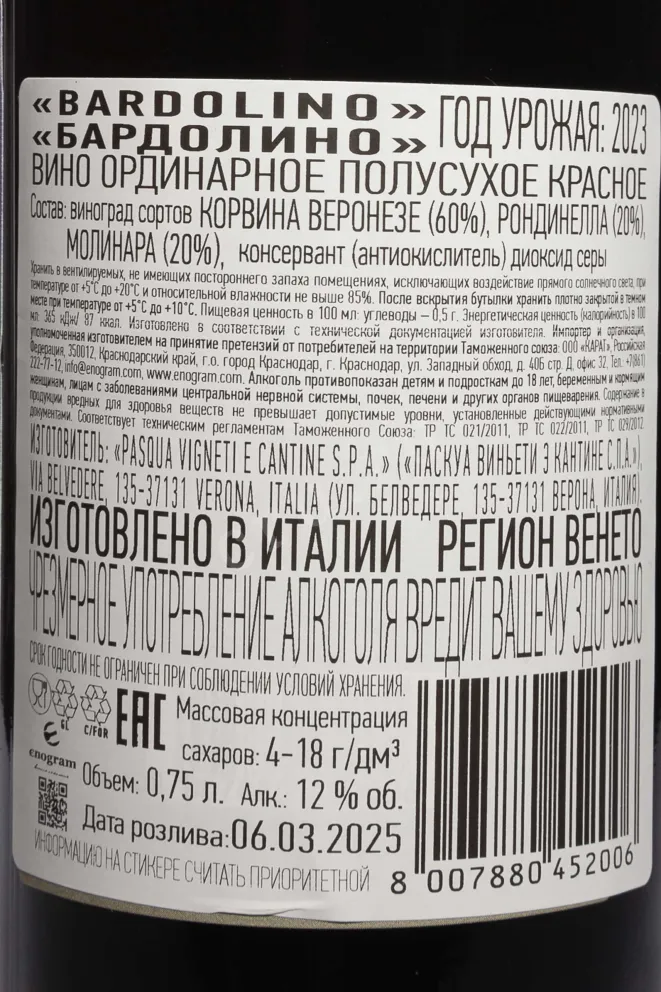 «BARDOLINO»
«БАРДОЛИНО»
ГОД УРОЖАЯ: 2023
ВИНО ОРДИНАРНОЕ ПОЛУСУХОЕ КРАСНОЕ
Состав: виноград сортов КОРВИНА ВЕРОНЕЗЕ (60%), РОНДИНЕЛЛА (20%),
МОЛИНАРА (20%), консервант (антиокислитель) диоксид серы
Хранить в вентилируемых, не имеющих постороннего запаха помещениях, исключающих воздействие прямого солнечного света, при
температуре от +5°С до +20°С и относительной влажности не выше 85%. После вскрытия бутылки хранить плотно закрытой в темном
месте при температуре от +5°С до +10°С. Пищевая ценность в 100 мл: углеводы – 0,5 г. Энергетическая ценность (калорийность) в 100
мл: 365 кДж/ 87 ккал. Изготовлено в соответствии с технической документацией изготовителя. Импортер и организация,
уполномоченная изготовителем на принятие претензий от потребителей на территории Таможенного союза: ООО «КАРАТ», Российская
Федерация, 350012, Краснодарский край, г.о. город Краснодар, г. Краснодар, ул. Западный обход, д. 406 стр. Д, офис 32, Тел. +7(861)
222-77-12, info@enogram.com, www.enogram.com. Алкоголь противопоказан детям и подросткам до 18 лет, беременным и кормящим
женщинам, лицам с заболеваниями центральной нервной системы, почек, печени и других органов пищеварения. Содержание в
продукции вредных для здоровья веществ не превышает допустимые уровни, установленные действующими нормативными
документами. Соответствует техническим регламентам Таможенного Союза: ТР ТС 021/2011, ТР ТС 022/2011, ТР ТС 029/2012.
ИЗГОТОВИТЕЛЬ: «PASQUA VIGNETI E CANTINE S.P.A.» («ПАСКУА ВИНЬЕТИ Э КАНТИНЕ С.П.А.»),
VIA BELVEDERE, 135-37131 VERONA, ITALIA (УЛ. БЕЛВЕДЕРЕ, 135-37131 ВЕРОНА, ИТАЛИЯ).
ИЗГОТОВЛЕНО В ИТАЛИИ РЕГИОН ВЕНЕТО
ЧРЕЗМЕРНОЕ УПОТРЕБЛЕНИЕ АЛКОГОЛЯ ВРЕДИТ ВАШЕМУ ЗДОРОВЬЮ
СРОК ГОДНОСТИ НЕ ОГРАНИЧЕН ПРИ СОБЛЮДЕНИИ УСЛОВИЙ ХРАНЕНИЯ.
GL
C/FOR
EAC
enogram
Массовая концентрация
сахаров: 4–18 г/дм³
Объем: 0,75 л. Алк.: 12 % об.
Дата розлива: 06.03.2025
ИНФОРМАЦИЮ НА СТИКЕРЕ СЧИТАТЬ ПРИОРИТЕТНОЙ
8 007880 452006